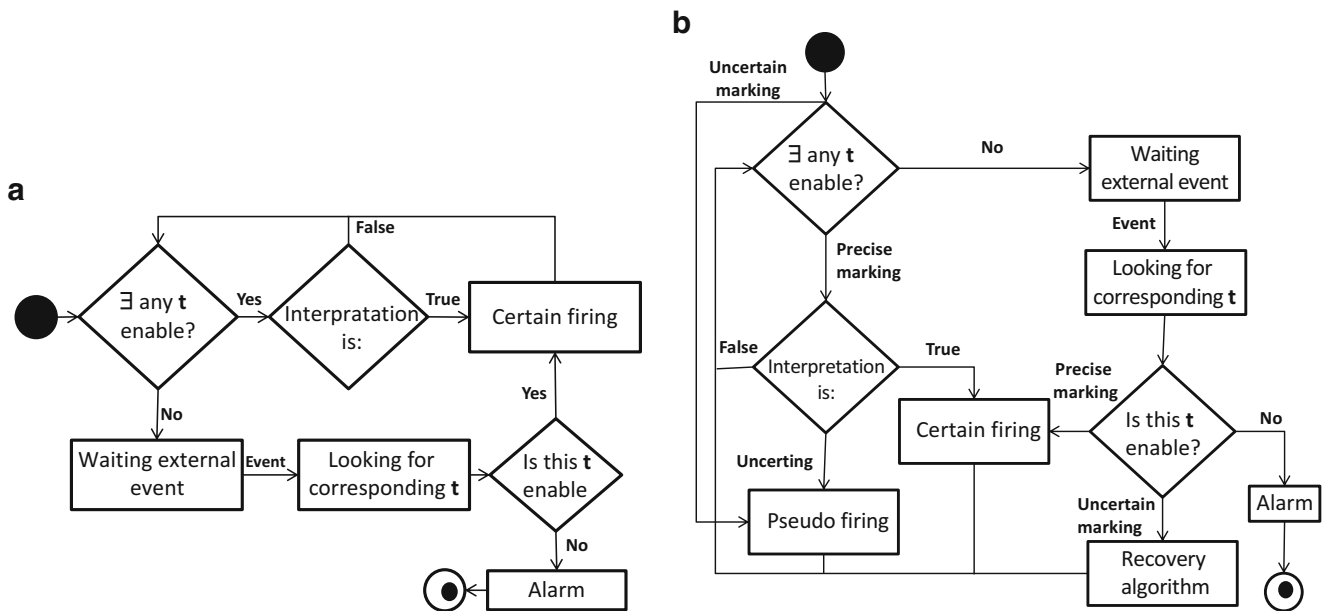 a
False
∃ any t
enable?
Yes
Interpratation
is:
True
Certain firing
No
Yes
Waiting external
event
Event
Looking for
corresponding t
Is this t
enable
No
Alarm
b
Uncertain
marking
∃ any t
enable?
No
Waiting
external event
Event
Looking for
corresponding t
Precise
marking
False
Interpretation
is:
True
Certain firing
Precise
marking
Is this t
enable?
No
Alarm
Uncerting
Pseudo firing
Uncertain
marking
Recovery
algorithm